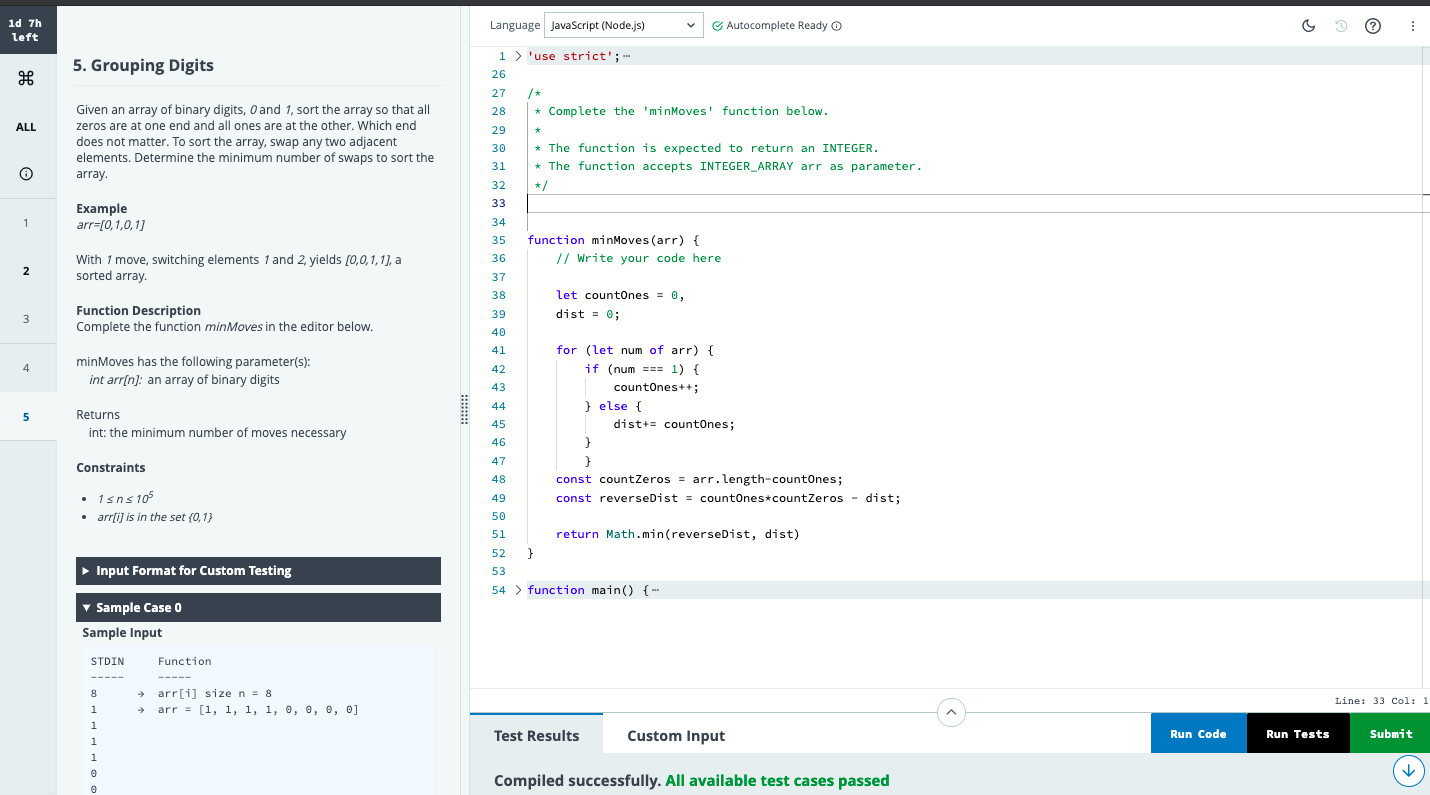 1d 7h
left
ALL
1
2
3
4
5
5. Grouping Digits
Given an array of binary digits, 0 and 1, sort the array so that all
zeros are at one end and all ones are at the other. Which end
does not matter. To sort the array, swap any two adjacent
elements. Determine the minimum number of swaps to sort the
array.
Example
arr=[0,1,0,1]
With 1 move, switching elements 1 and 2, yields [0,0,1,1], a
sorted array.
Function Description
Complete the function minMoves in the editor below.
minMoves has the following parameter(s):
int arr[n]: an array of binary digits
Returns
int: the minimum number of moves necessary
Constraints
• 1 ≤ n ≤ 10⁵
• arr[i] is in the set {0,1}
Input Format for Custom Testing
Sample Case 0
Sample Input
STDIN Function
----- -----
8 → arr[i] size n = 8
1 → arr = [1, 1, 1, 1, 0, 0, 0, 0]
1
1
1
0
0
Language JavaScript (Node.js) Autocomplete Ready
1 'use strict';⋯
26
27 /*
28 * Complete the 'minMoves' function below.
29 *
30 * The function is expected to return an INTEGER.
31 * The function accepts INTEGER_ARRAY arr as parameter.
32 */
33
34
35 function minMoves(arr) {
36 // Write your code here
37
38 let countOnes = 0,
39 dist = 0;
40
41 for (let num of arr) {
42 if (num === 1) {
43 countOnes++;
44 } else {
45 dist+= countOnes;
46 }
47 }
48 const countZeros = arr.length-countOnes;
49 const reverseDist = countOnes*countZeros - dist;
50
51 return Math.min(reverseDist, dist)
52 }
53
54 function main() {⋯
Line: 33 Col: 1
Test Results Custom Input Run Code Run Tests Submit
Compiled successfully. All available test cases passed